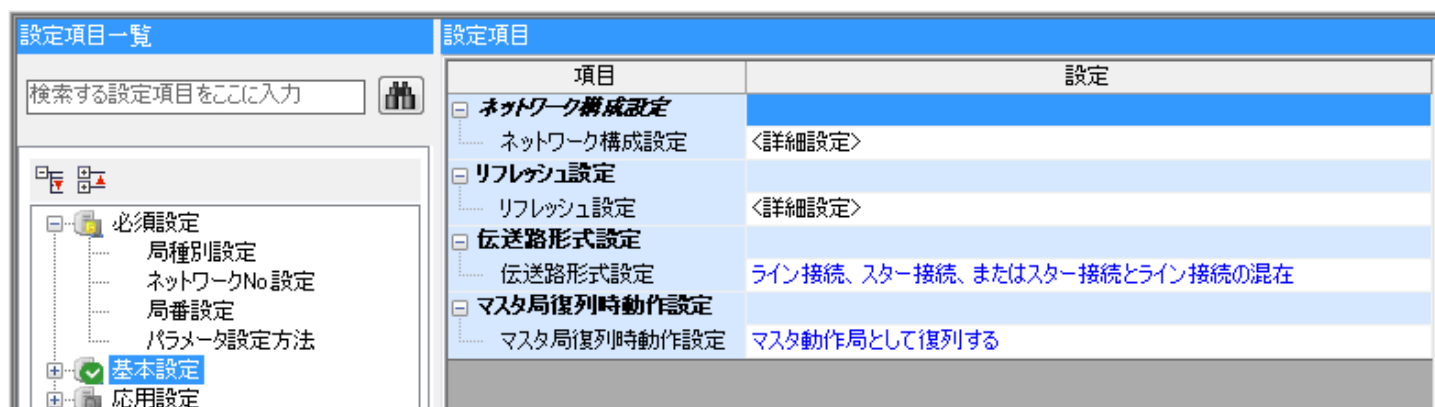 設定項目一覧
検索する設定項目をここに入力
必須設定
局種別設定
ネットワークNo設定
局番設定
パラメータ設定方法
基本設定
応用設定
設定項目
項目 設定
ネットワーク構成設定
ネットワーク構成設定 <詳細設定>
リフレッシュ設定
リフレッシュ設定 <詳細設定>
伝送路形式設定
伝送路形式設定 ライン接続、スター接続、またはスター接続とライン接続の混在
マスタ局復列時動作設定
マスタ局復列時動作設定 マスタ動作局として復列する